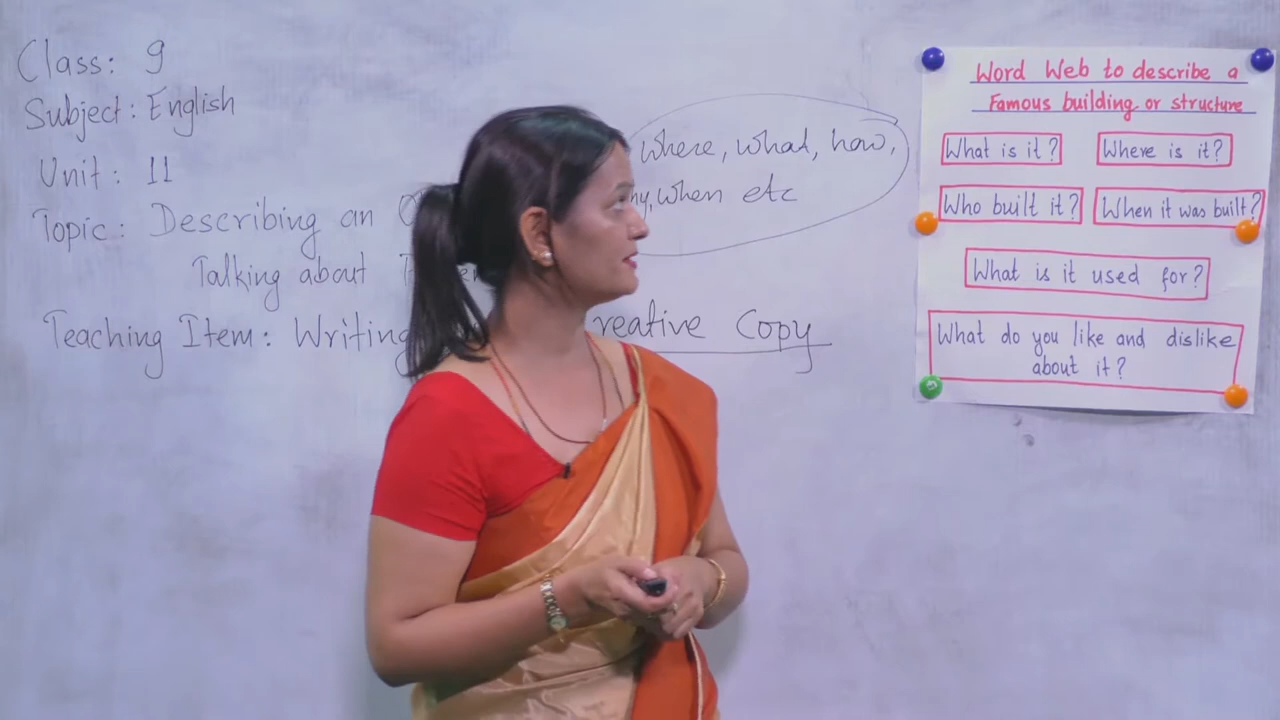 Class: 9
Subject: English
Unit: 11
Topic: Describing an
Talking about
Teaching Item: Writing reative Copy
where, what, how,
hy, when etc
Word Web to describe a
Famous building or structure
What is it?
Where is it?
Who built it?
When it was built?
What is it used for?
What do you like and dislike
about it?